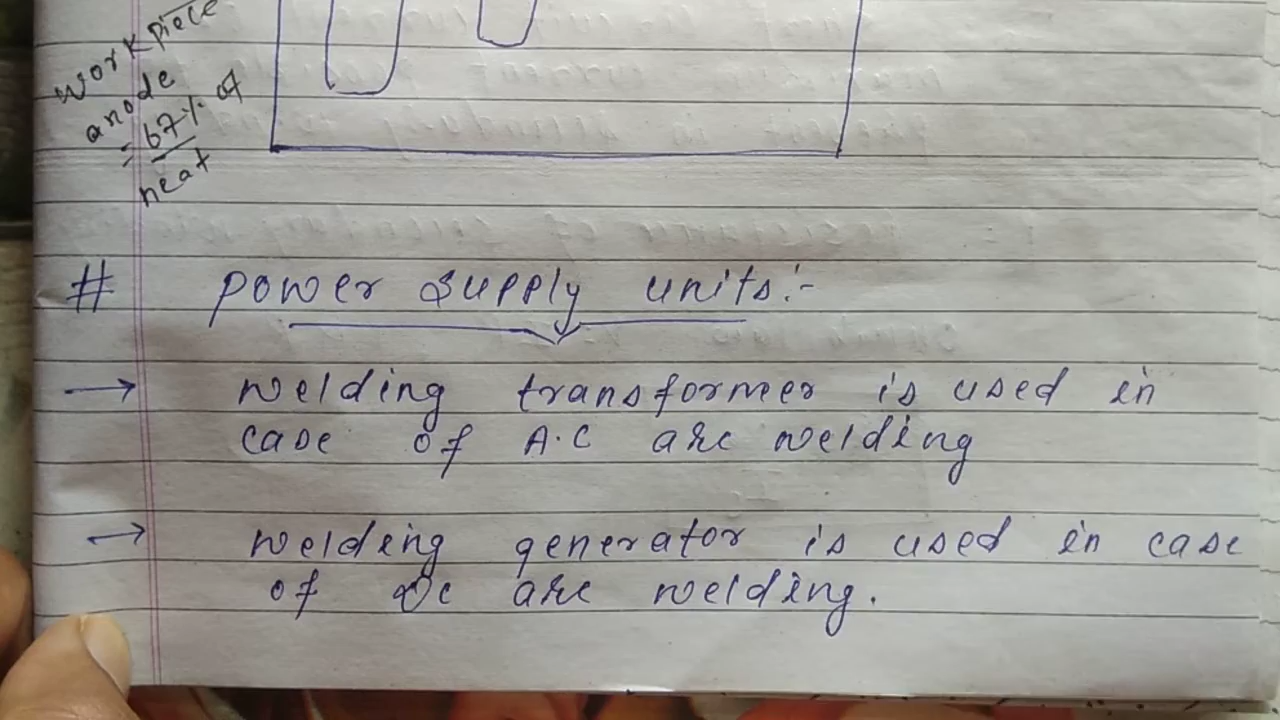 work piece
anode
= 67% of
heat
# power supply units:-
→ welding transformer is used in
case of A.C arc welding
→ welding generator is used in case
of DC arc welding.